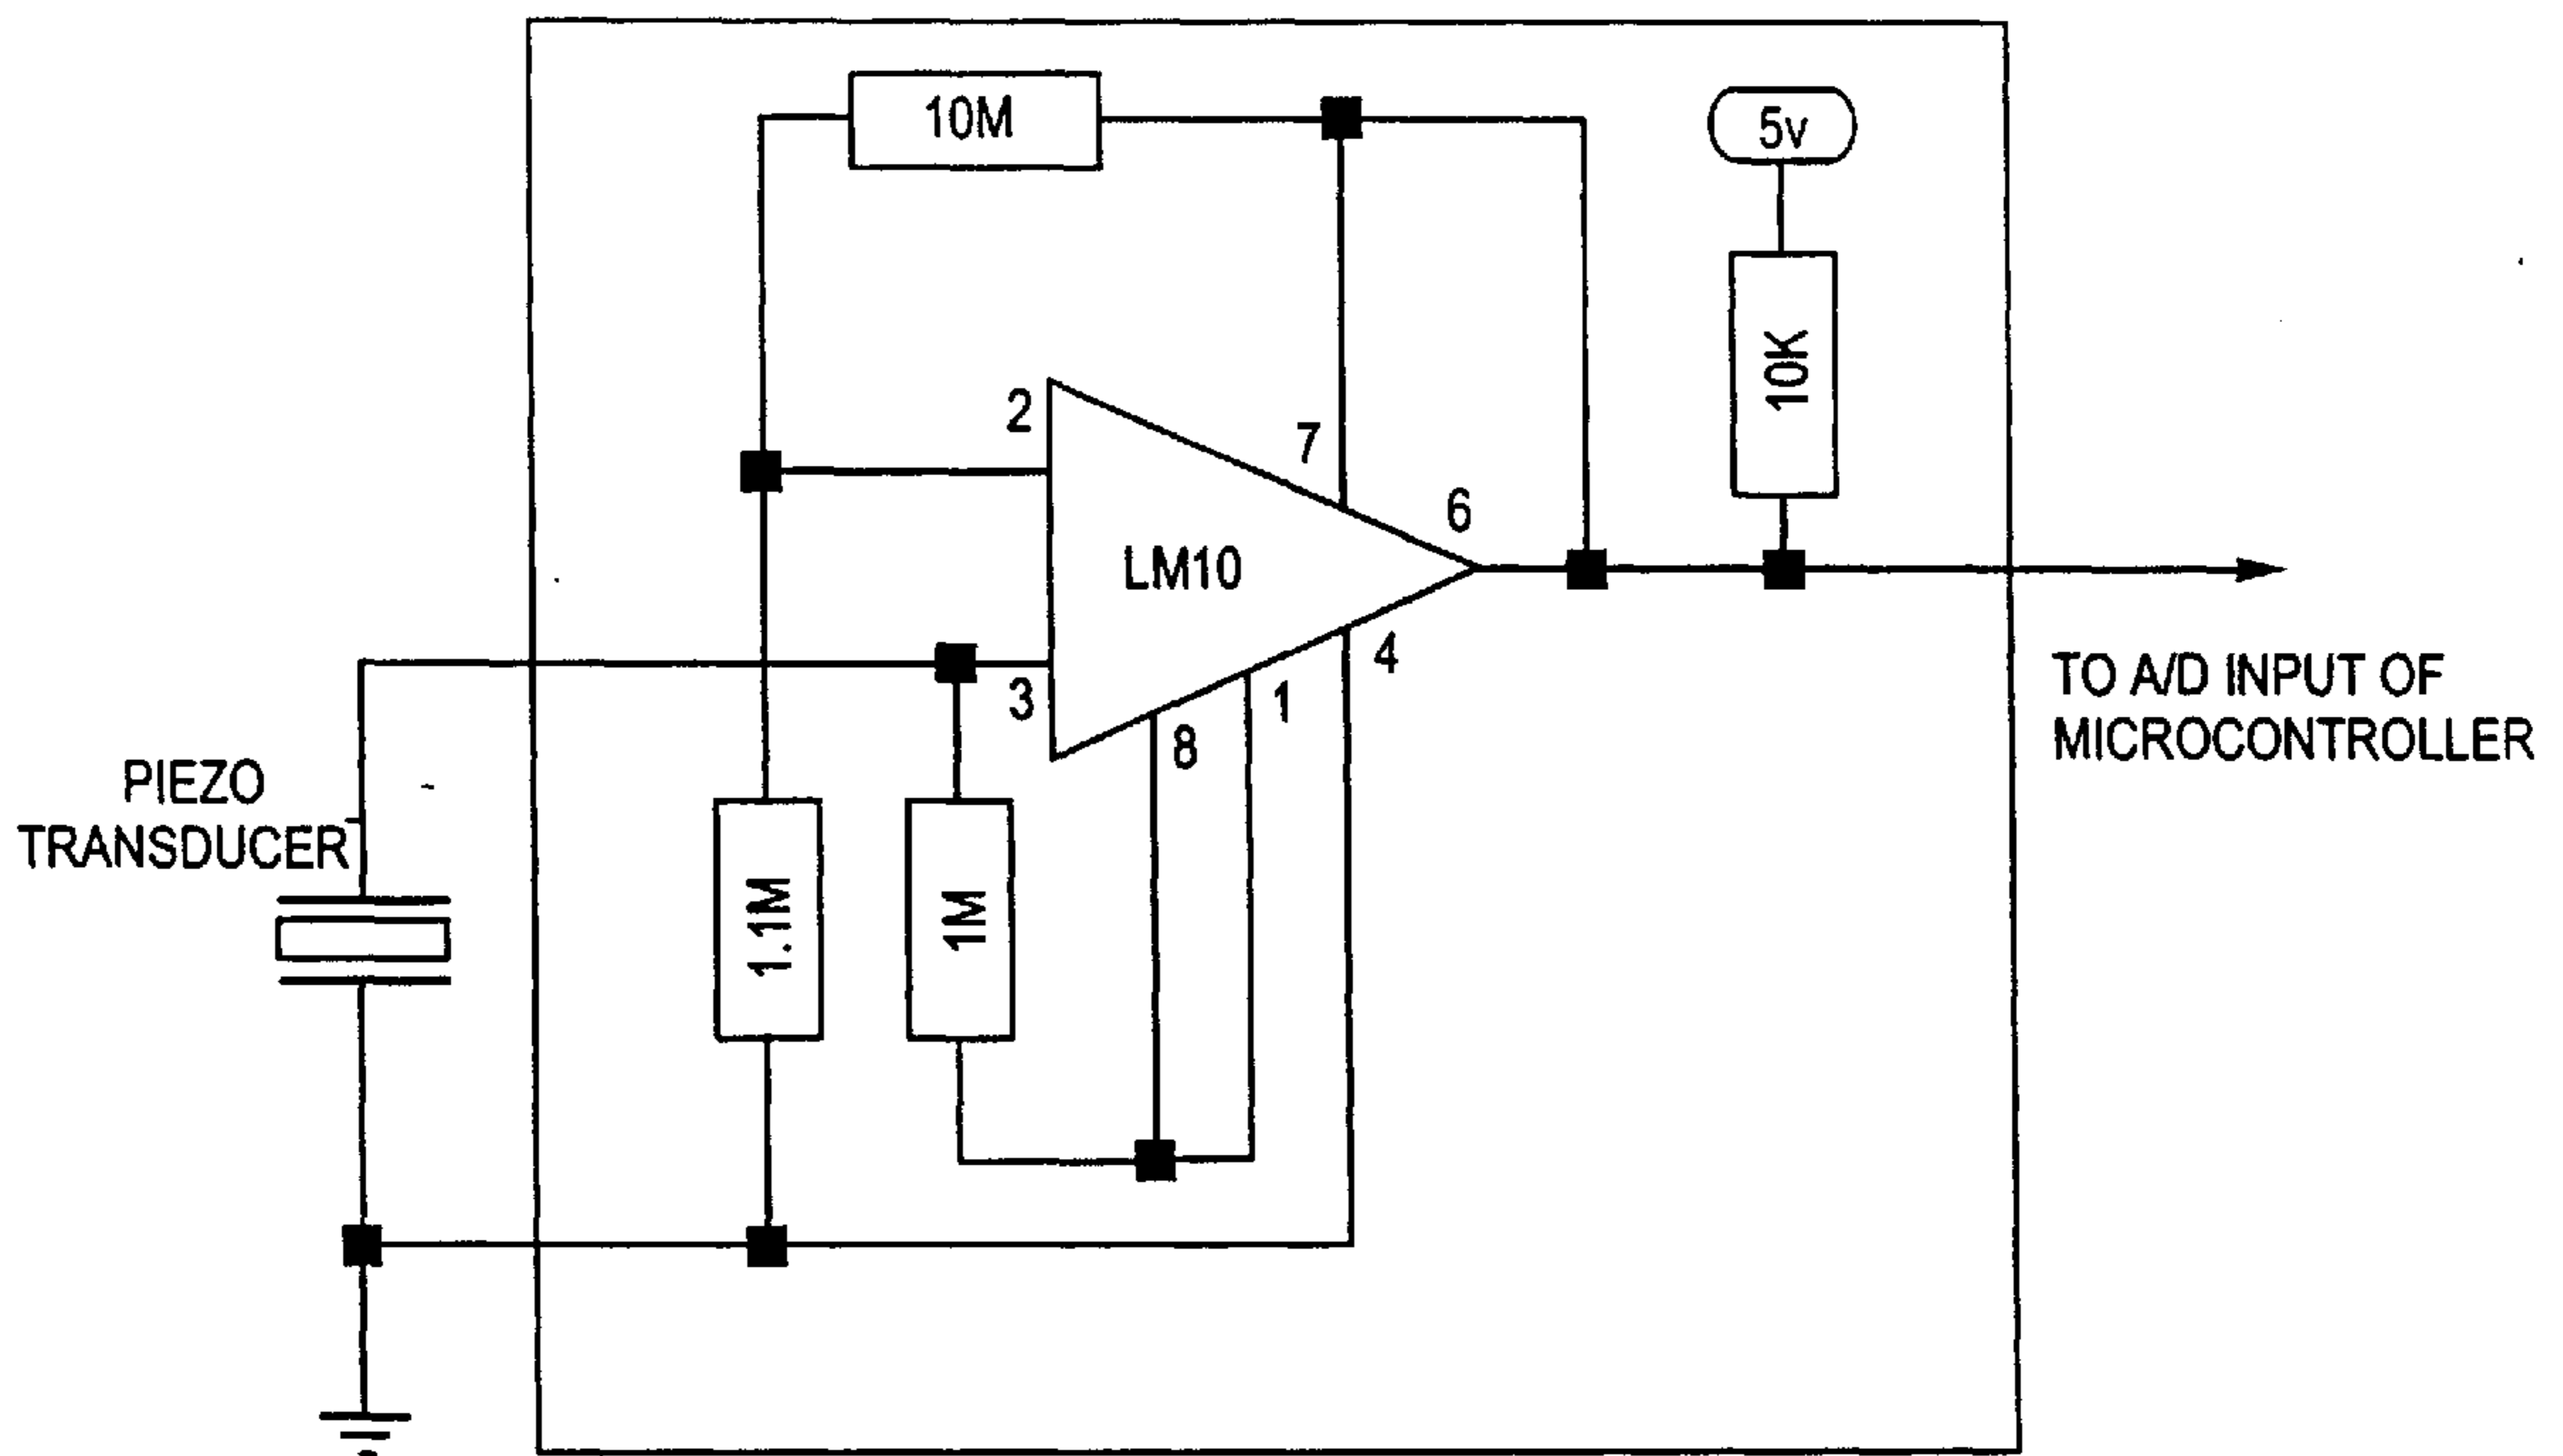 10M
5v
10K
2
7
6
LM10
3
8
1
4
TO A/D INPUT OF
MICROCONTROLLER
PIEZO
TRANSDUCER
1.1M
1M